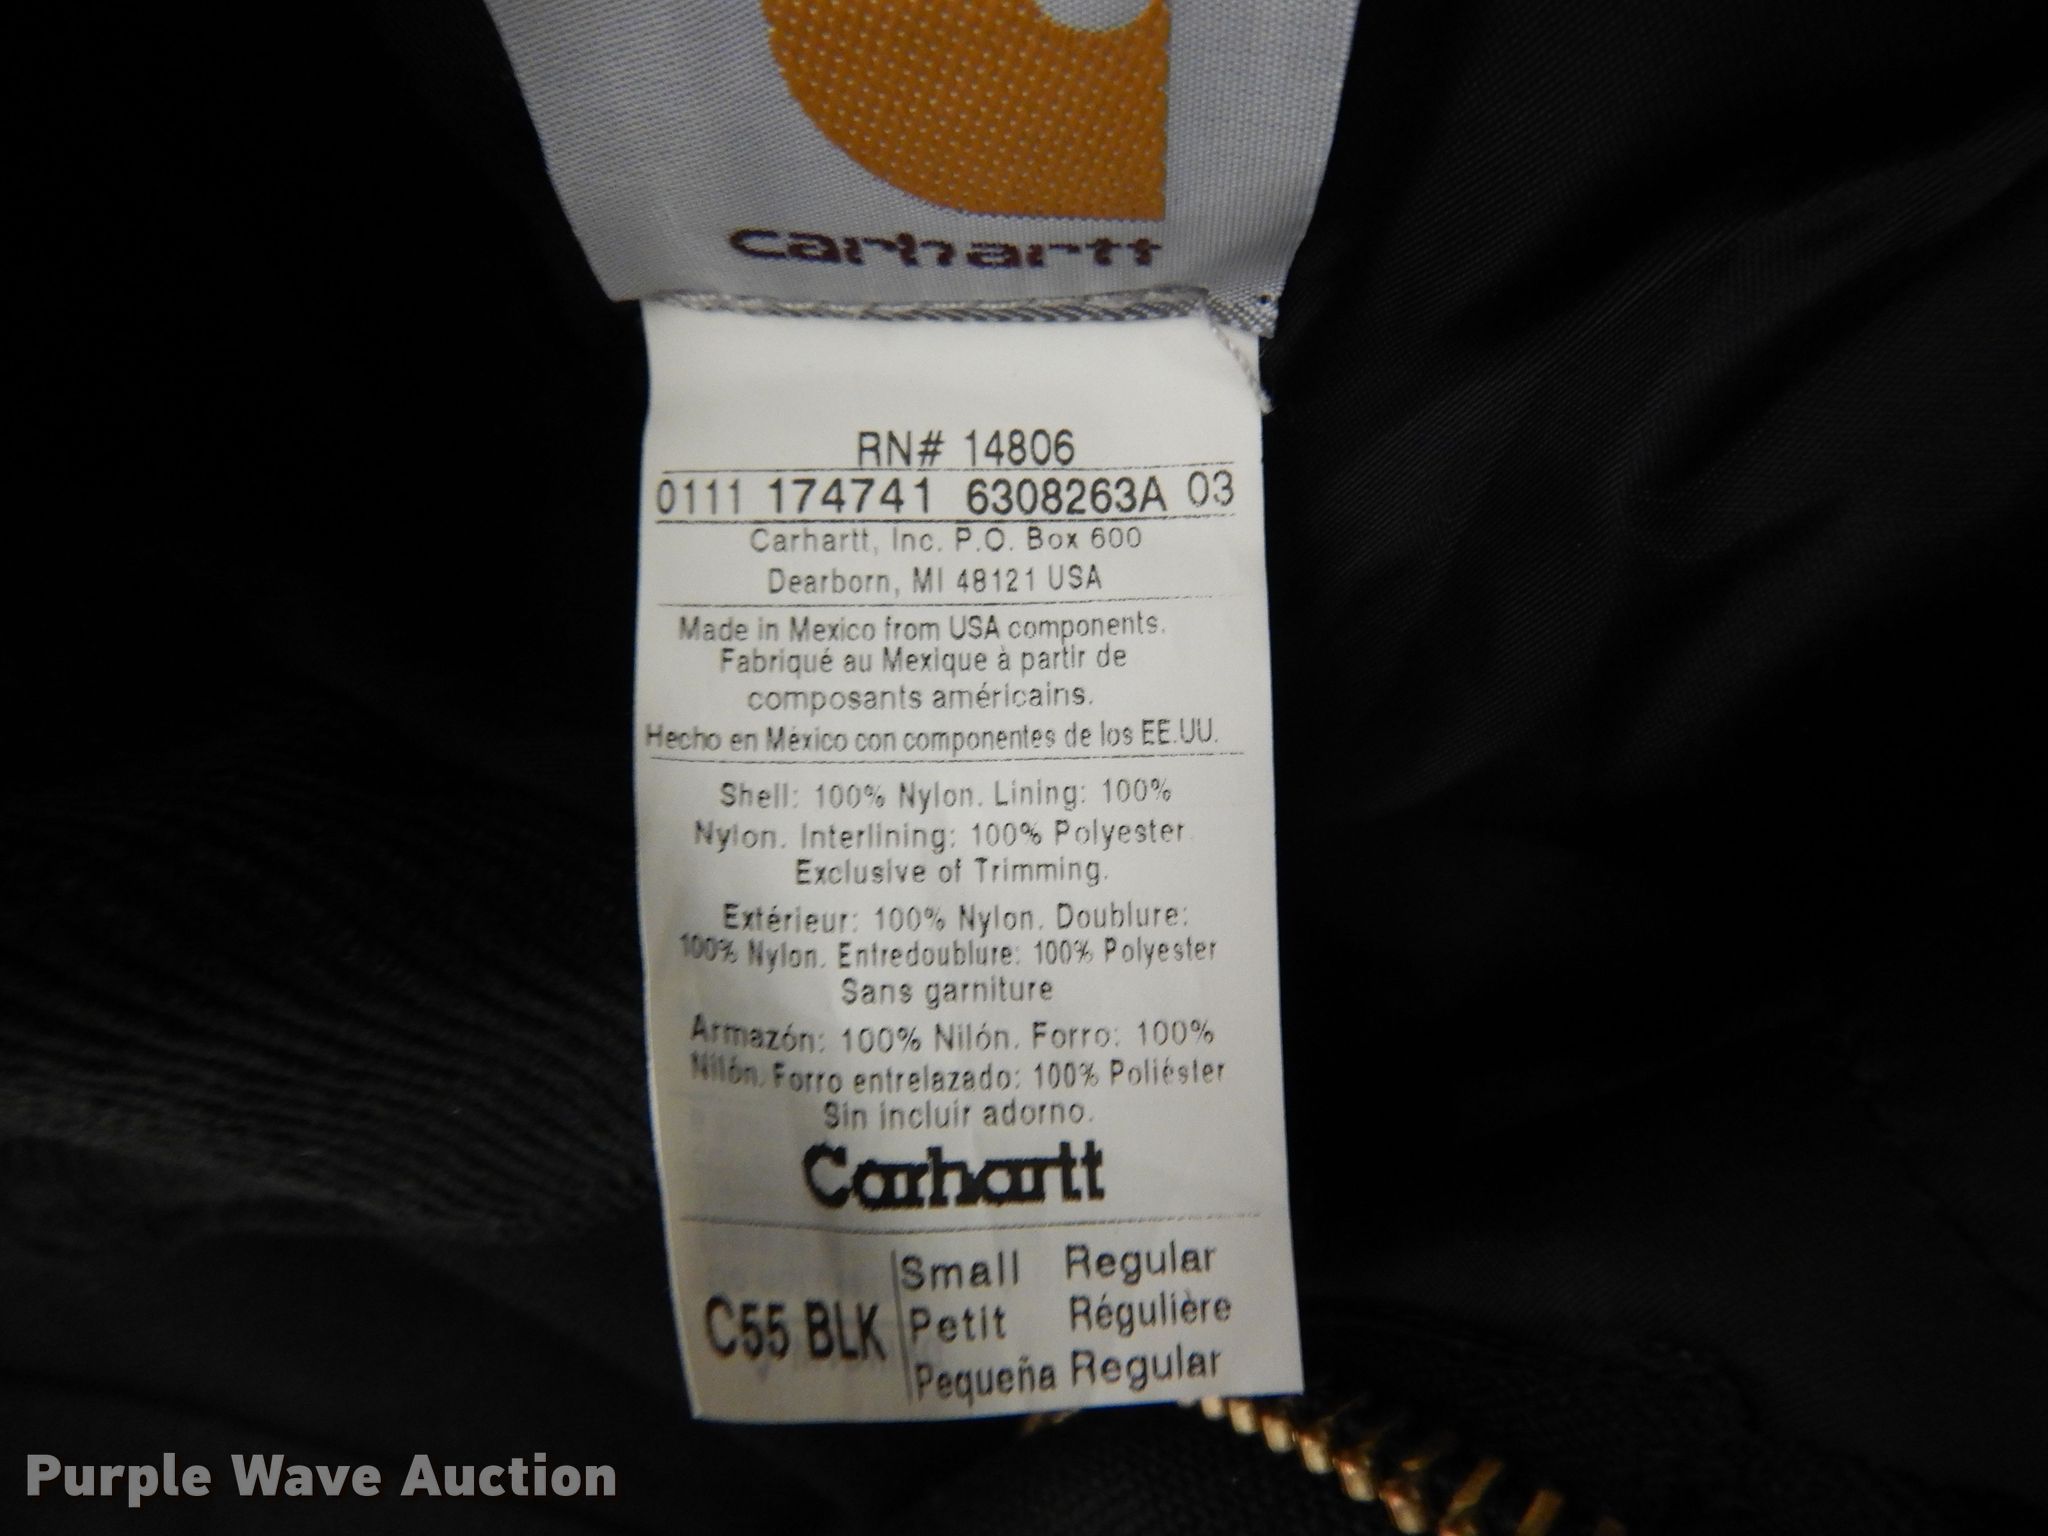 carhartt
RN# 14806
0111 174741 6308263A 03
Carhartt, Inc. P.O. Box 600
Dearborn, MI 48121 USA
Made in Mexico from USA components.
Fabriqué au Mexique à partir de
composants américains.
Hecho en México con componentes de los EE.UU.
Shell: 100% Nylon. Lining: 100%
Nylon. Interlining: 100% Polyester
Exclusive of Trimming.
Extérieur: 100% Nylon. Doublure:
100% Nylon. Entredoublure: 100% Polyester
Sans garniture
Armazón: 100% Nilón. Forro: 100%
Nilón. Forro entrelazado: 100% Poliéster
Sin incluir adorno.
Carhartt
C55 BLK
Small Regular
Petit Régulière
Pequeña Regular
Purple Wave Auction